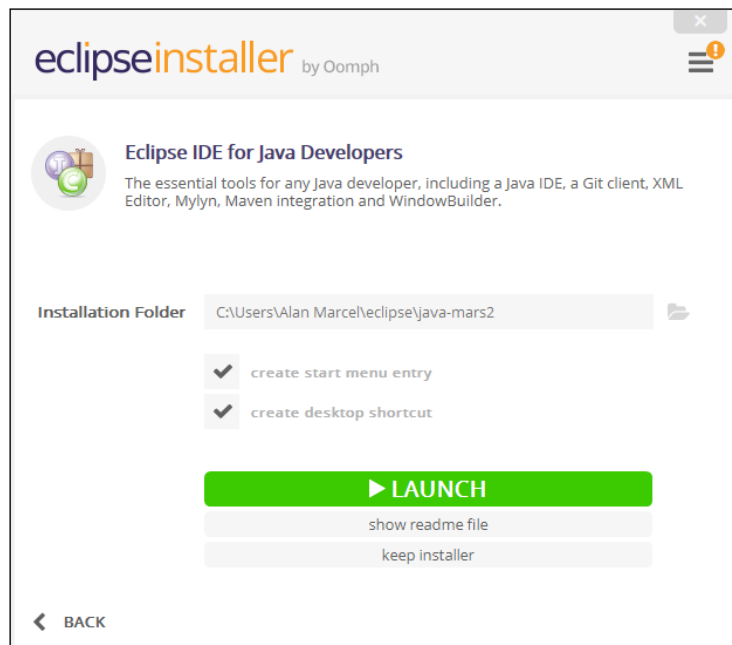 eclipseinstaller by Oomph
Eclipse IDE for Java Developers
The essential tools for any Java developer, including a Java IDE, a Git client, XML
Editor, Mylyn, Maven integration and WindowBuilder.
Installation Folder C:\Users\Alan Marcel\eclipse\java-mars2
create start menu entry
create desktop shortcut
LAUNCH
show readme file
keep installer
BACK